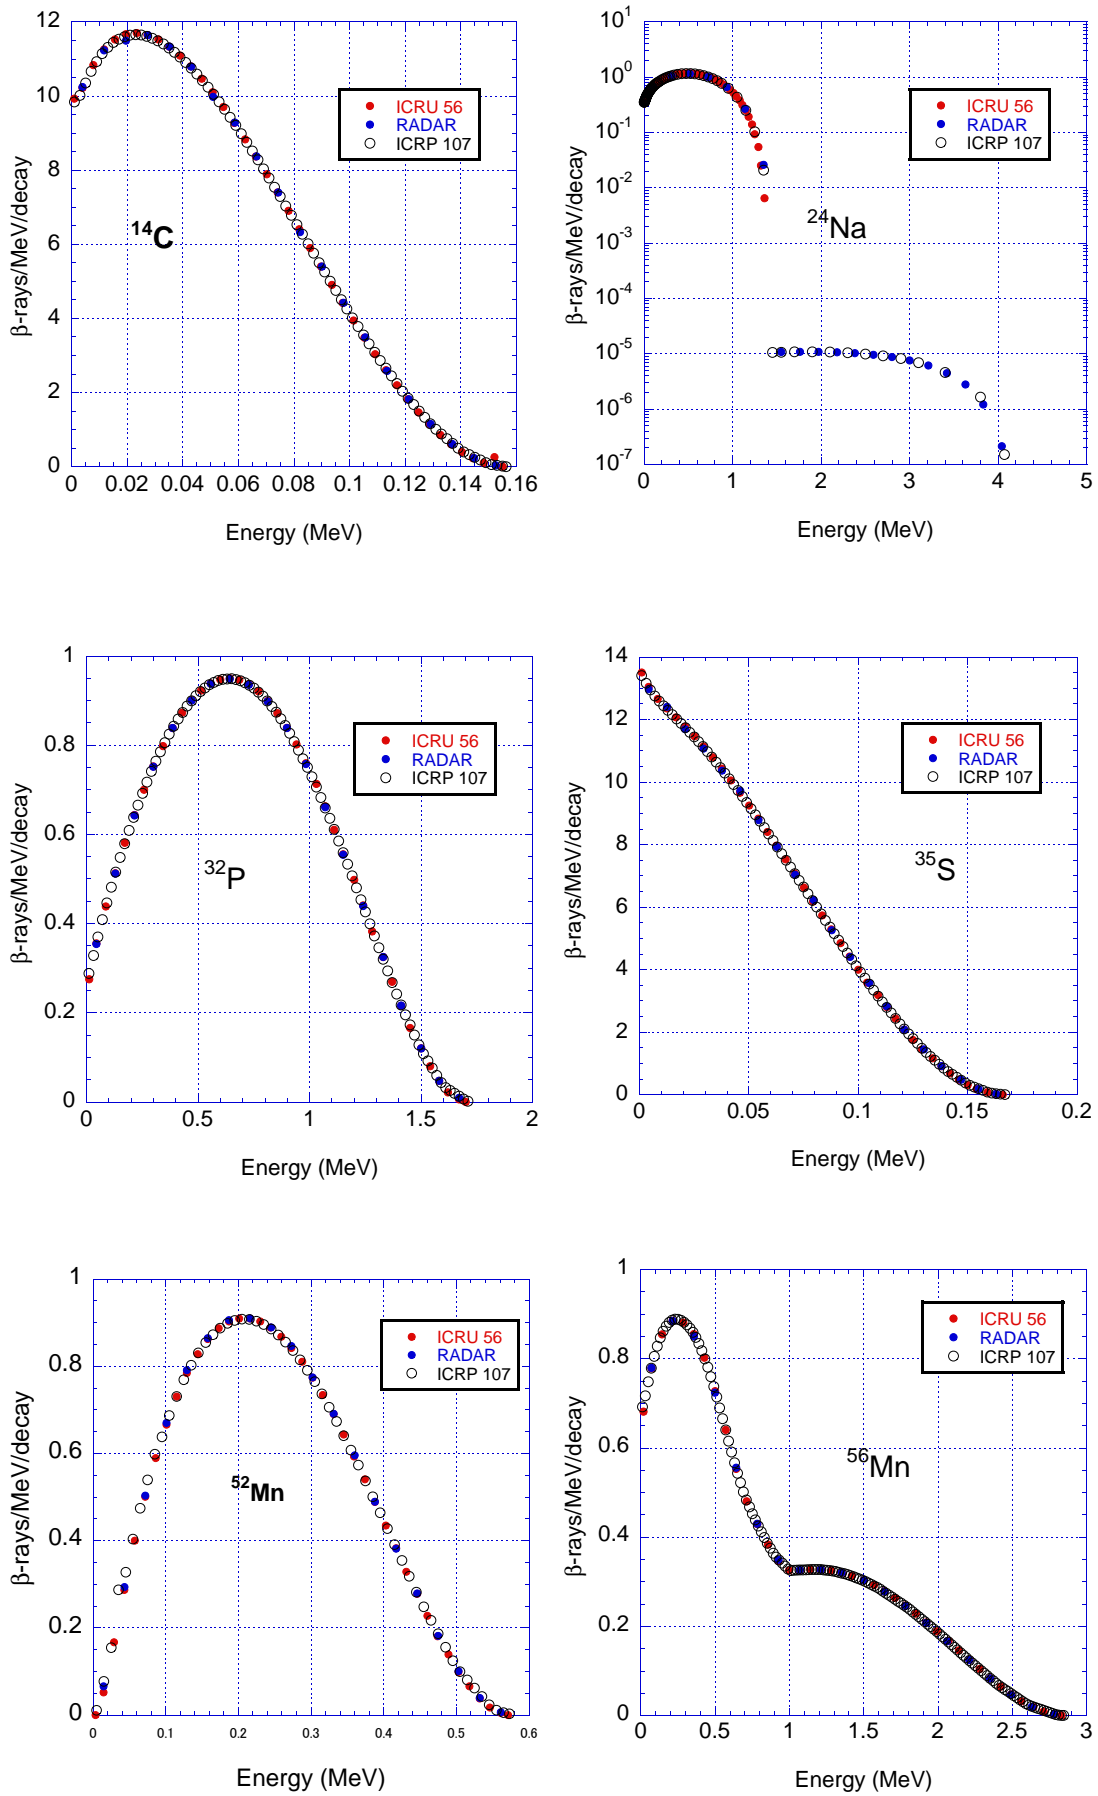 12
10
8
6
4
2
0
β-rays/MeV/decay
ICRU 56
RADAR
ICRP 107
14C
0 0.02 0.04 0.06 0.08 0.1 0.12 0.14 0.16
Energy (MeV)
10^1
10^0
10^-1
10^-2
10^-3
10^-4
10^-5
10^-6
10^-7
β-rays/MeV/decay
ICRU 56
RADAR
ICRP 107
24Na
0 1 2 3 4 5
Energy (MeV)
1
0.8
0.6
0.4
0.2
0
β-rays/MeV/decay
ICRU 56
RADAR
ICRP 107
32P
0 0.5 1 1.5 2
Energy (MeV)
14
12
10
8
6
4
2
0
β-rays/MeV/decay
ICRU 56
RADAR
ICRP 107
35S
0 0.05 0.1 0.15 0.2
Energy (MeV)
1
0.8
0.6
0.4
0.2
0
β-rays/MeV/decay
ICRU 56
RADAR
ICRP 107
52Mn
0 0.1 0.2 0.3 0.4 0.5 0.6
Energy (MeV)
1
0.8
0.6
0.4
0.2
0
β-rays/MeV/decay
ICRU 56
RADAR
ICRP 107
56Mn
0 0.5 1 1.5 2 2.5 3
Energy (MeV)